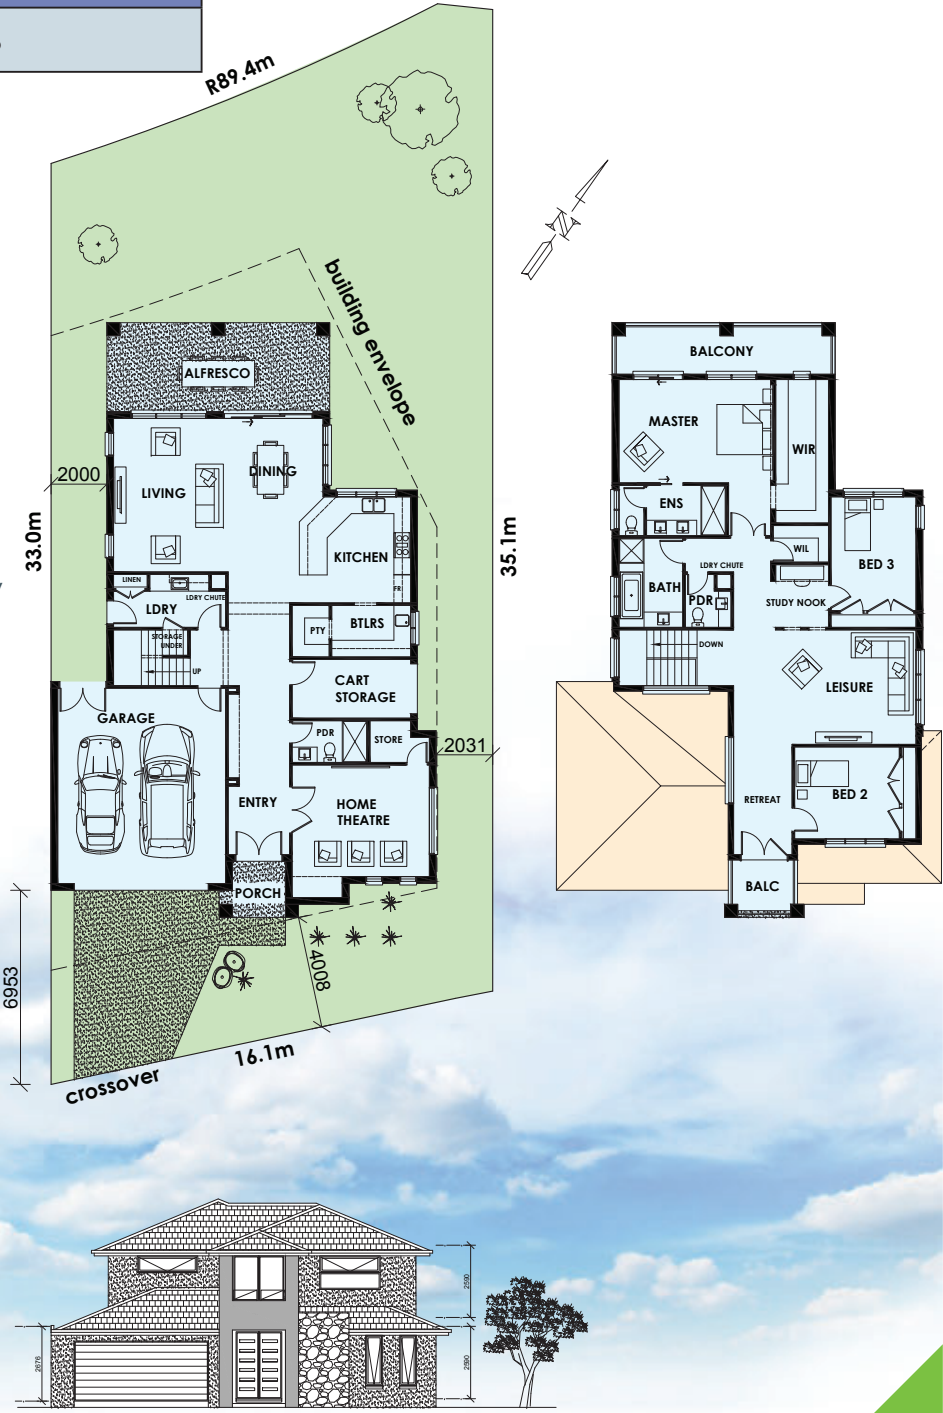 R89.4m
building envelope
ALFRESCO
2000
DINING
LIVING
33.0m
35.1m
KITCHEN
FR
LINEN
LDRY CHUTE
LDRY
PTY
BTLRS
STORAGE
UNDER
UP
CART
STORAGE
GARAGE
PDR
STORE
2031
ENTRY
HOME
THEATRE
PORCH
6953
4008
16.1m
crossover
N
BALCONY
MASTER
WIR
ENS
WIL
BED 3
LDRY CHUTE
BATH
PDR
STUDY NOOK
DOWN
LEISURE
BED 2
RETREAT
BALC
2590
2676
2590